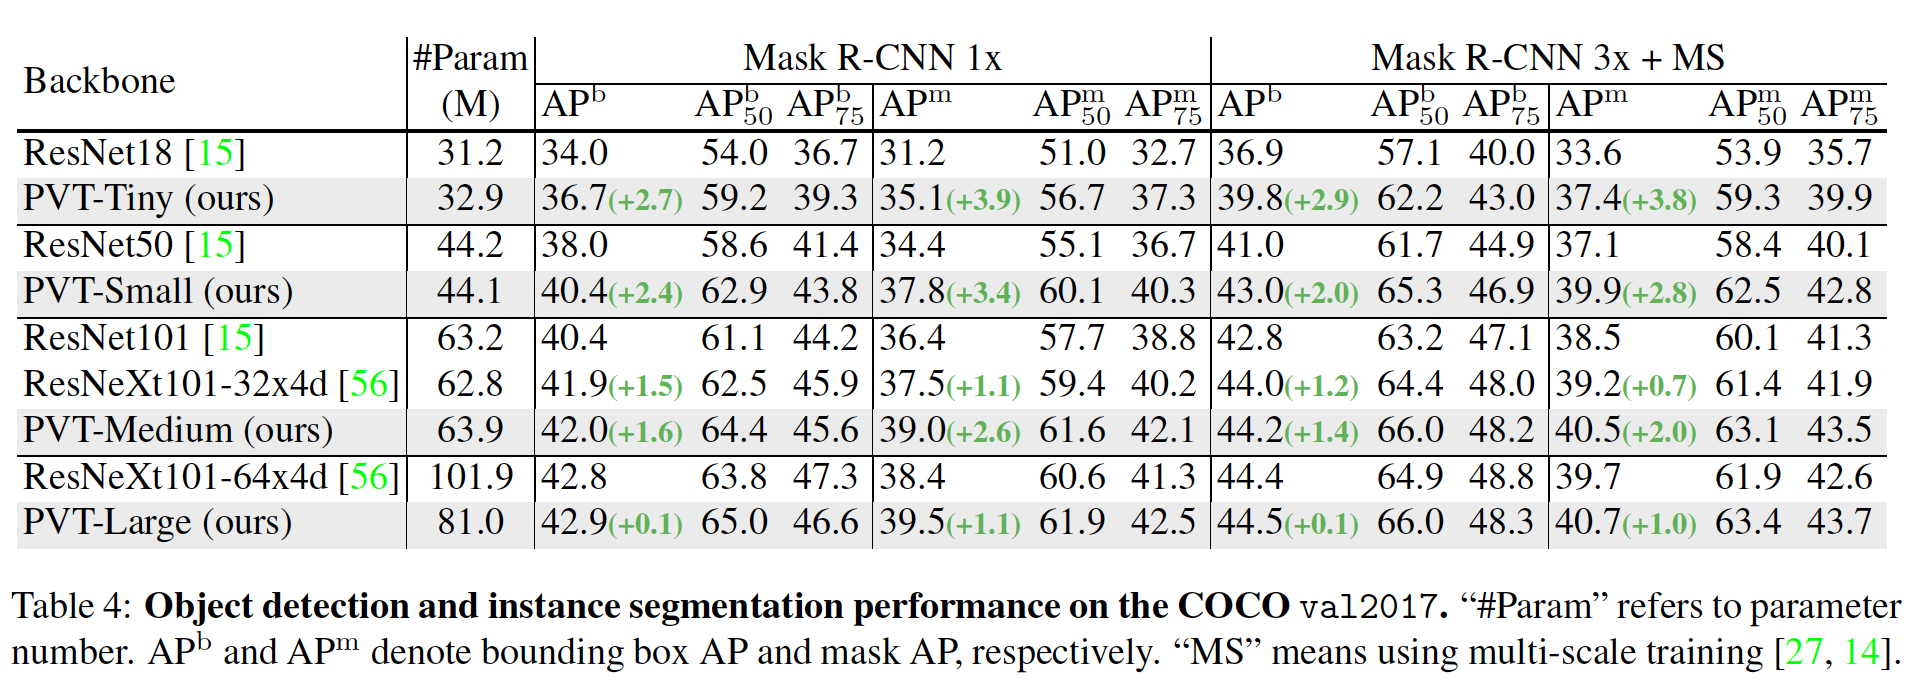 Backbone #Param (M) Mask R-CNN 1x Mask R-CNN 3x + MS
AP^b AP^b_50 AP^b_75 AP^m AP^m_50 AP^m_75 AP^b AP^b_50 AP^b_75 AP^m AP^m_50 AP^m_75
ResNet18 [15] 31.2 34.0 54.0 36.7 31.2 51.0 32.7 36.9 57.1 40.0 33.6 53.9 35.7
PVT-Tiny (ours) 32.9 36.7(+2.7) 59.2 39.3 35.1(+3.9) 56.7 37.3 39.8(+2.9) 62.2 43.0 37.4(+3.8) 59.3 39.9
ResNet50 [15] 44.2 38.0 58.6 41.4 34.4 55.1 36.7 41.0 61.7 44.9 37.1 58.4 40.1
PVT-Small (ours) 44.1 40.4(+2.4) 62.9 43.8 37.8(+3.4) 60.1 40.3 43.0(+2.0) 65.3 46.9 39.9(+2.8) 62.5 42.8
ResNet101 [15] 63.2 40.4 61.1 44.2 36.4 57.7 38.8 42.8 63.2 47.1 38.5 60.1 41.3
ResNeXt101-32x4d [56] 62.8 41.9(+1.5) 62.5 45.9 37.5(+1.1) 59.4 40.2 44.0(+1.2) 64.4 48.0 39.2(+0.7) 61.4 41.9
PVT-Medium (ours) 63.9 42.0(+1.6) 64.4 45.6 39.0(+2.6) 61.6 42.1 44.2(+1.4) 66.0 48.2 40.5(+2.0) 63.1 43.5
ResNeXt101-64x4d [56] 101.9 42.8 63.8 47.3 38.4 60.6 41.3 44.4 64.9 48.8 39.7 61.9 42.6
PVT-Large (ours) 81.0 42.9(+0.1) 65.0 46.6 39.5(+1.1) 61.9 42.5 44.5(+0.1) 66.0 48.3 40.7(+1.0) 63.4 43.7
Table 4: Object detection and instance segmentation performance on the COCO val2017. “#Param” refers to parameter
number. AP^b and AP^m denote bounding box AP and mask AP, respectively. “MS” means using multi-scale training [27, 14].